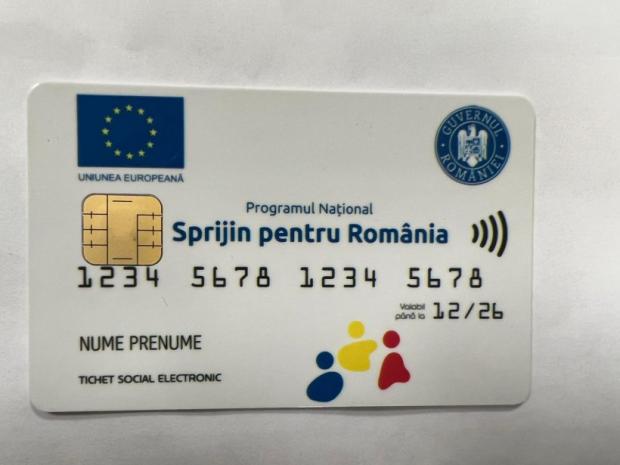 UNIUNEA EUROPEANĂ
GUVERNUL ROMÂNIEI
Programul Național
Sprijin pentru România
1234 5678 1234 5678
Valabil
până la 12/26
NUME PRENUME
TICHET SOCIAL ELECTRONIC